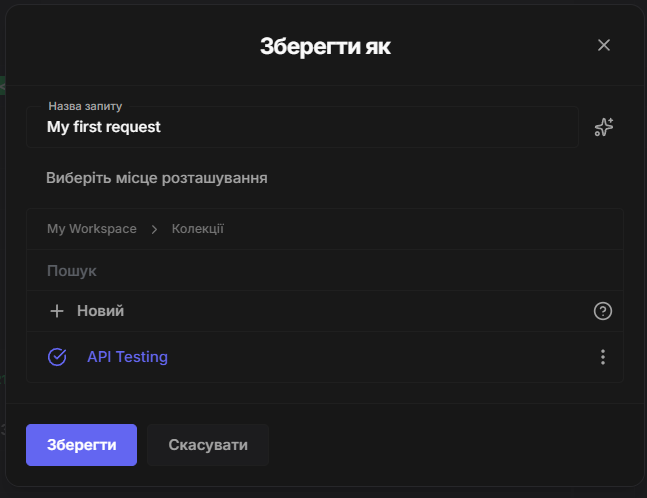 Зберегти як
Назва запиту
My first request
Виберіть місце розташування
My Workspace > Колекції
Пошук
+ Новий
API Testing
Зберегти Скасувати